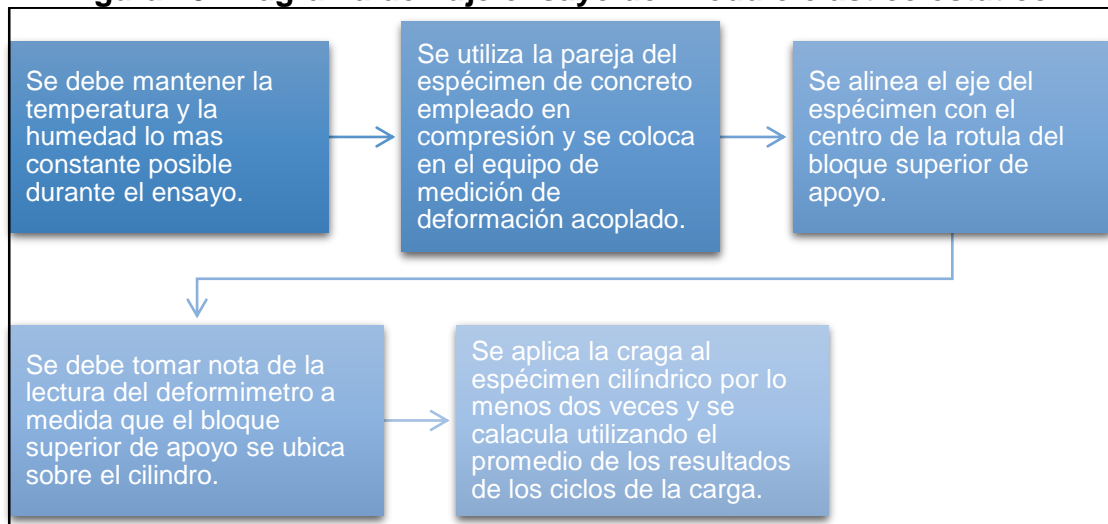 Se debe mantener la
temperatura y la
humedad lo mas
constante posible
durante el ensayo.
Se utiliza la pareja del
espécimen de concreto
empleado en
compresión y se coloca
en el equipo de
medición de
deformación acoplado.
Se alinea el eje del
espécimen con el
centro de la rotula del
bloque superior de
apoyo.
Se debe tomar nota de la
lectura del deformimetro a
medida que el bloque
superior de apoyo se ubica
sobre el cilindro.
Se aplica la craga al
espécimen cilíndrico por lo
menos dos veces y se
calacula utilizando el
promedio de los resultados
de los ciclos de la carga.